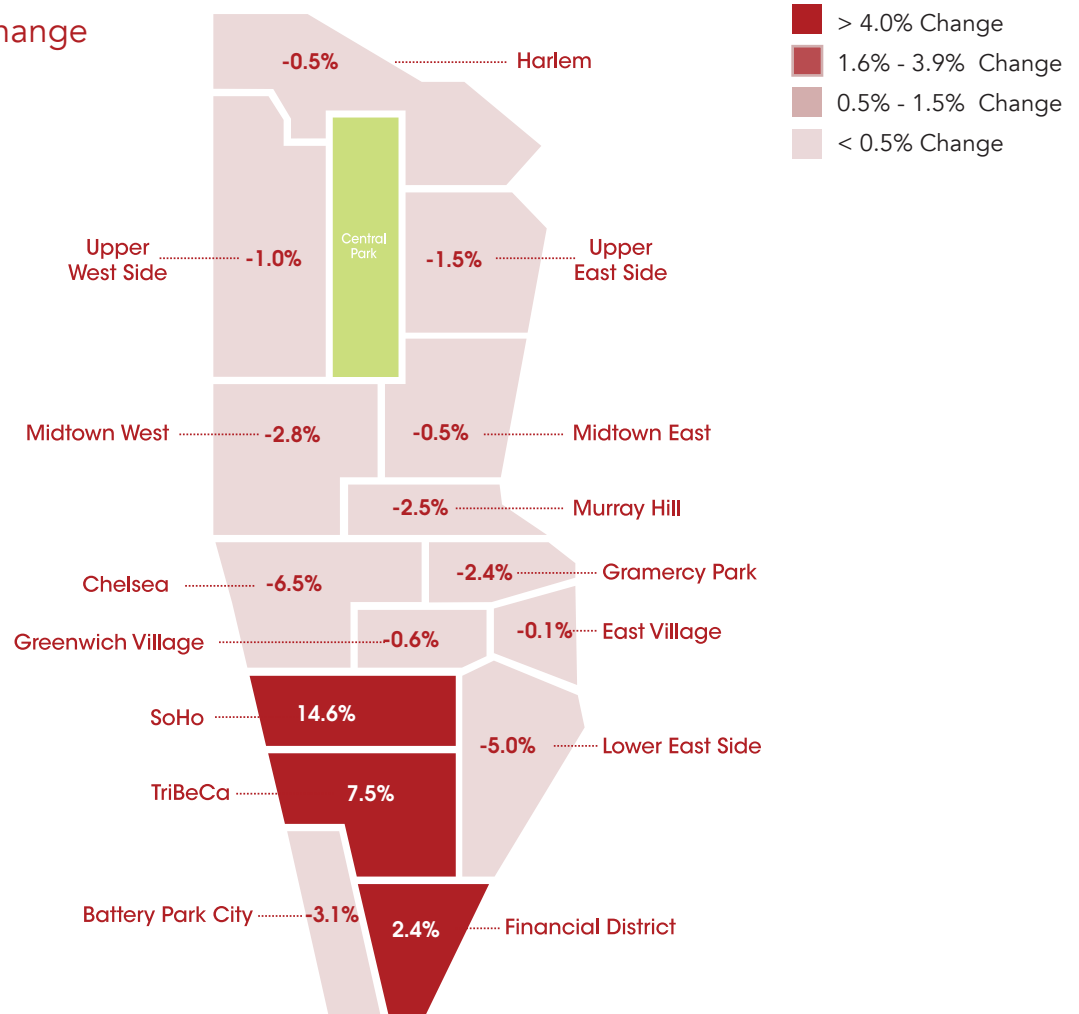 > 4.0% Change
1.6% - 3.9% Change
0.5% - 1.5% Change
< 0.5% Change
-0.5%
Harlem
Upper
West Side
-1.0%
Central
Park
-1.5%
Upper
East Side
Midtown West
-2.8%
-0.5%
Midtown East
-2.5%
Murray Hill
Chelsea
-6.5%
-2.4%
Gramercy Park
Greenwich Village
-0.6%
-0.1%
East Village
SoHo
14.6%
-5.0%
Lower East Side
TriBeCa
7.5%
Battery Park City
-3.1%
2.4%
Financial District